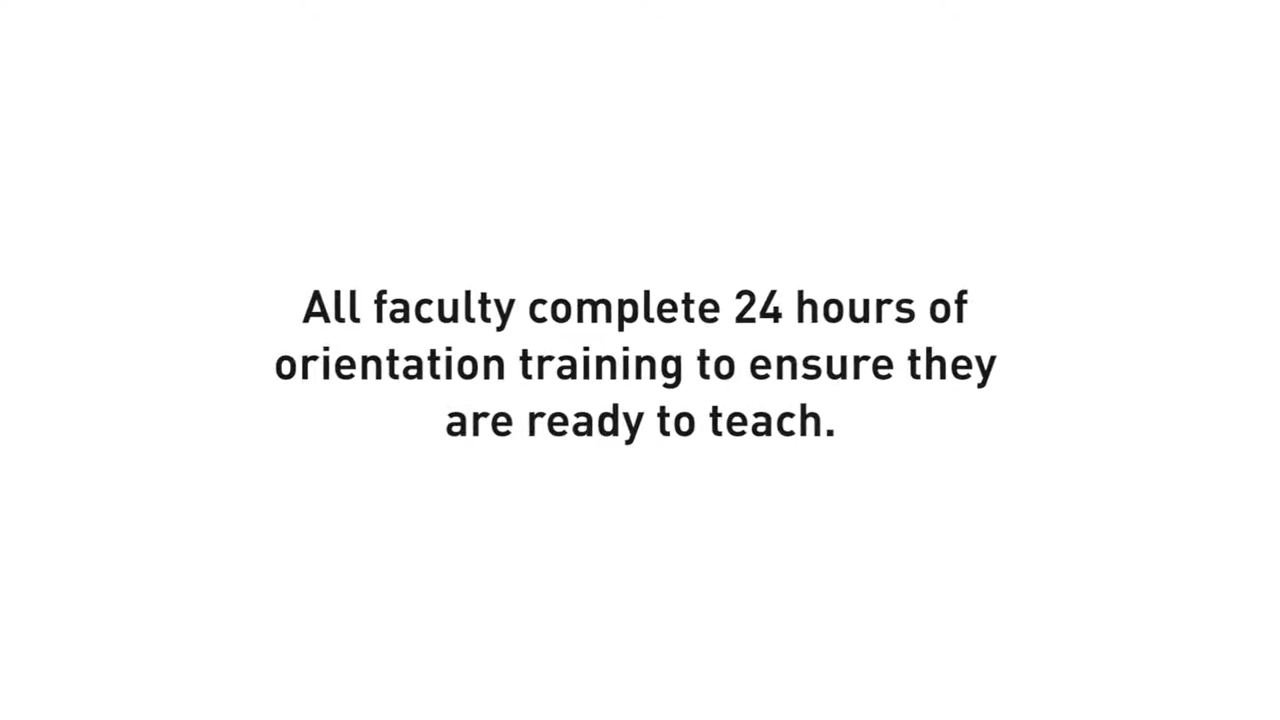 All faculty complete 24 hours of
orientation training to ensure they
are ready to teach.